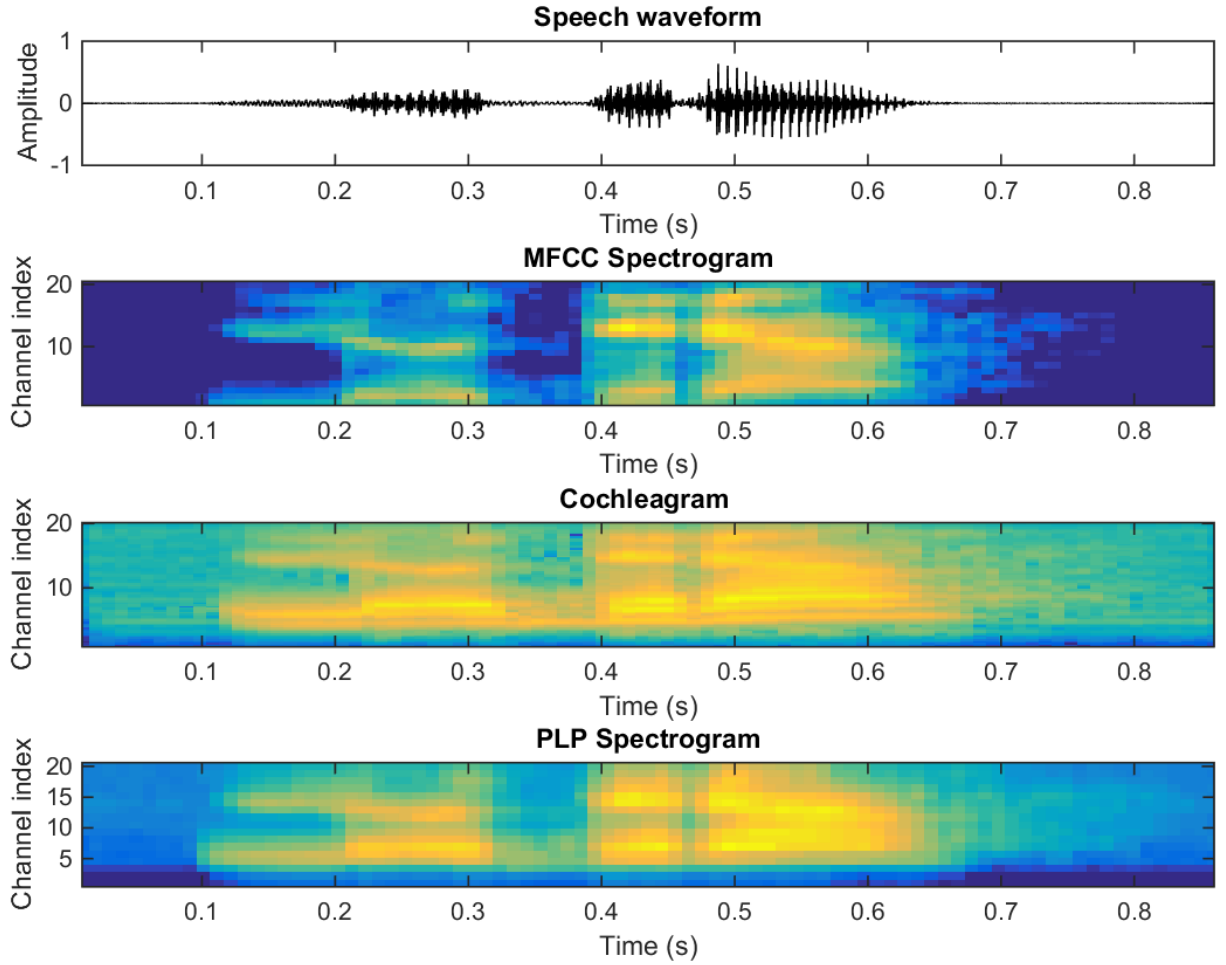 Speech waveform
1
0
-1
Amplitude
0.1 0.2 0.3 0.4 0.5 0.6 0.7 0.8
Time (s)
MFCC Spectrogram
20
10
Channel index
0.1 0.2 0.3 0.4 0.5 0.6 0.7 0.8
Time (s)
Cochleagram
20
10
Channel index
0.1 0.2 0.3 0.4 0.5 0.6 0.7 0.8
Time (s)
PLP Spectrogram
20
15
10
5
Channel index
0.1 0.2 0.3 0.4 0.5 0.6 0.7 0.8
Time (s)